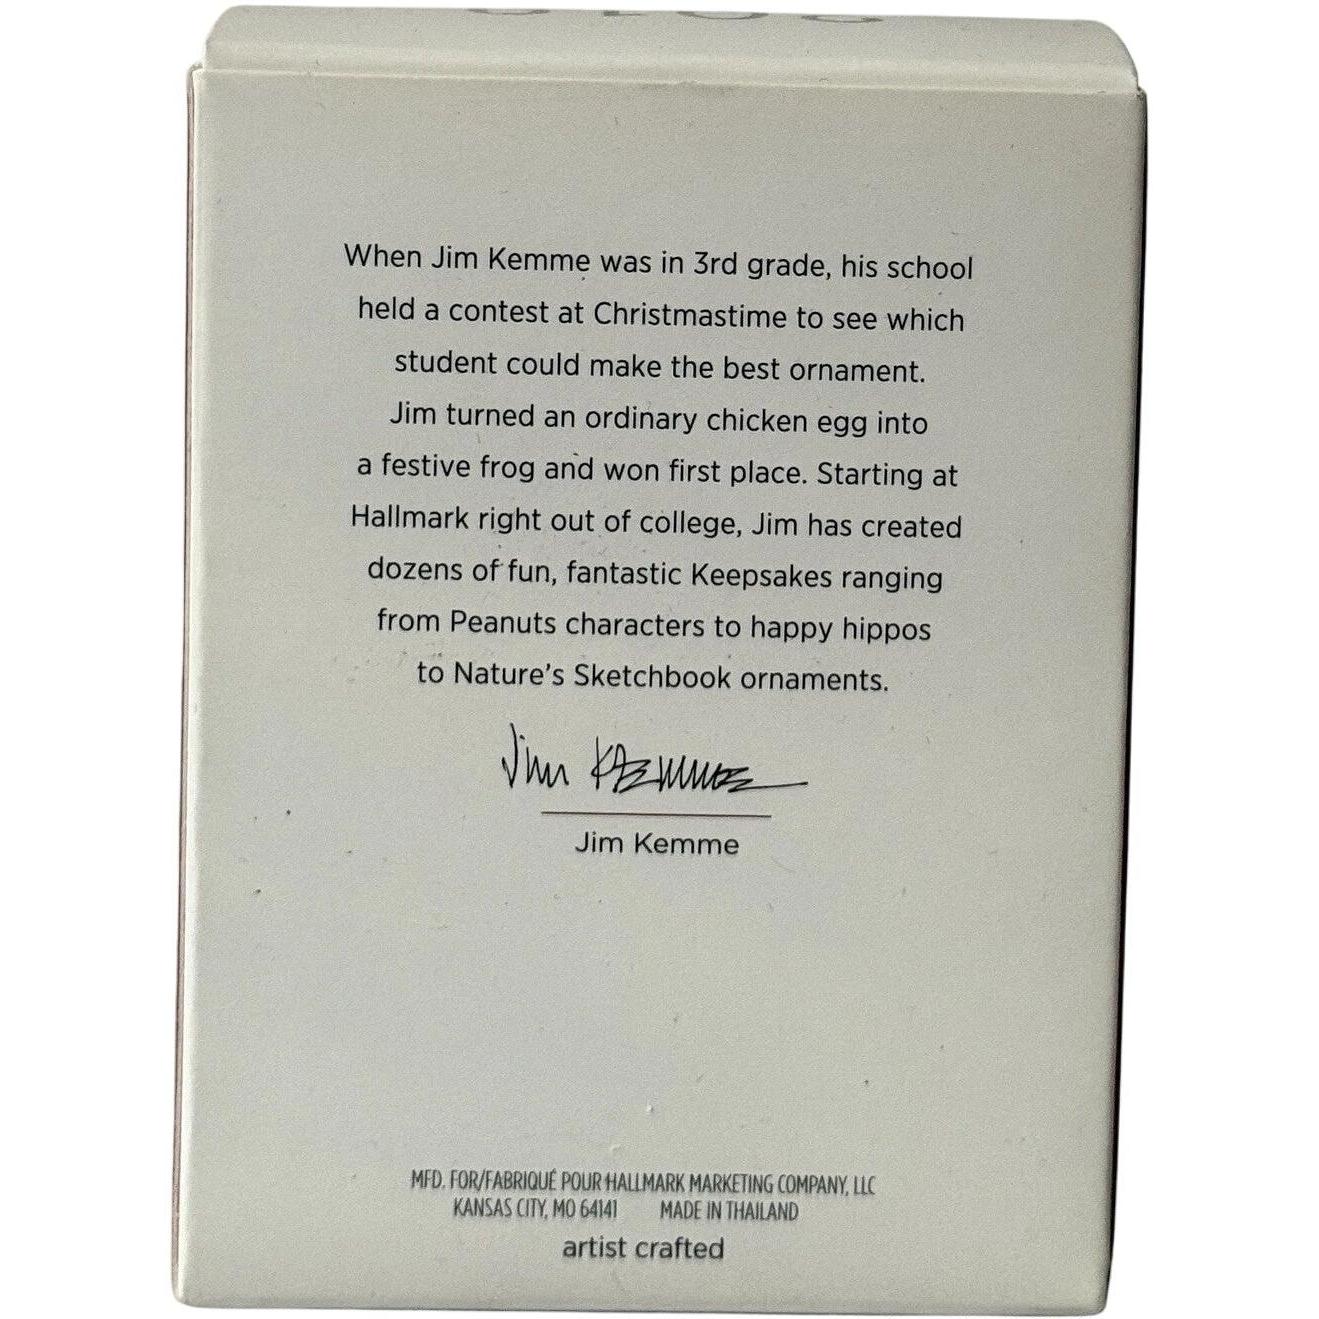 When Jim Kemme was in 3rd grade, his school
held a contest at Christmastime to see which
student could make the best ornament.
Jim turned an ordinary chicken egg into
a festive frog and won first place. Starting at
Hallmark right out of college, Jim has created
dozens of fun, fantastic Keepsakes ranging
from Peanuts characters to happy hippos
to Nature's Sketchbook ornaments.
Jim Kemme
Jim Kemme
MFD. FOR/FABRIQUÉ POUR HALLMARK MARKETING COMPANY, LLC
KANSAS CITY, MO 64141 MADE IN THAILAND
artist crafted